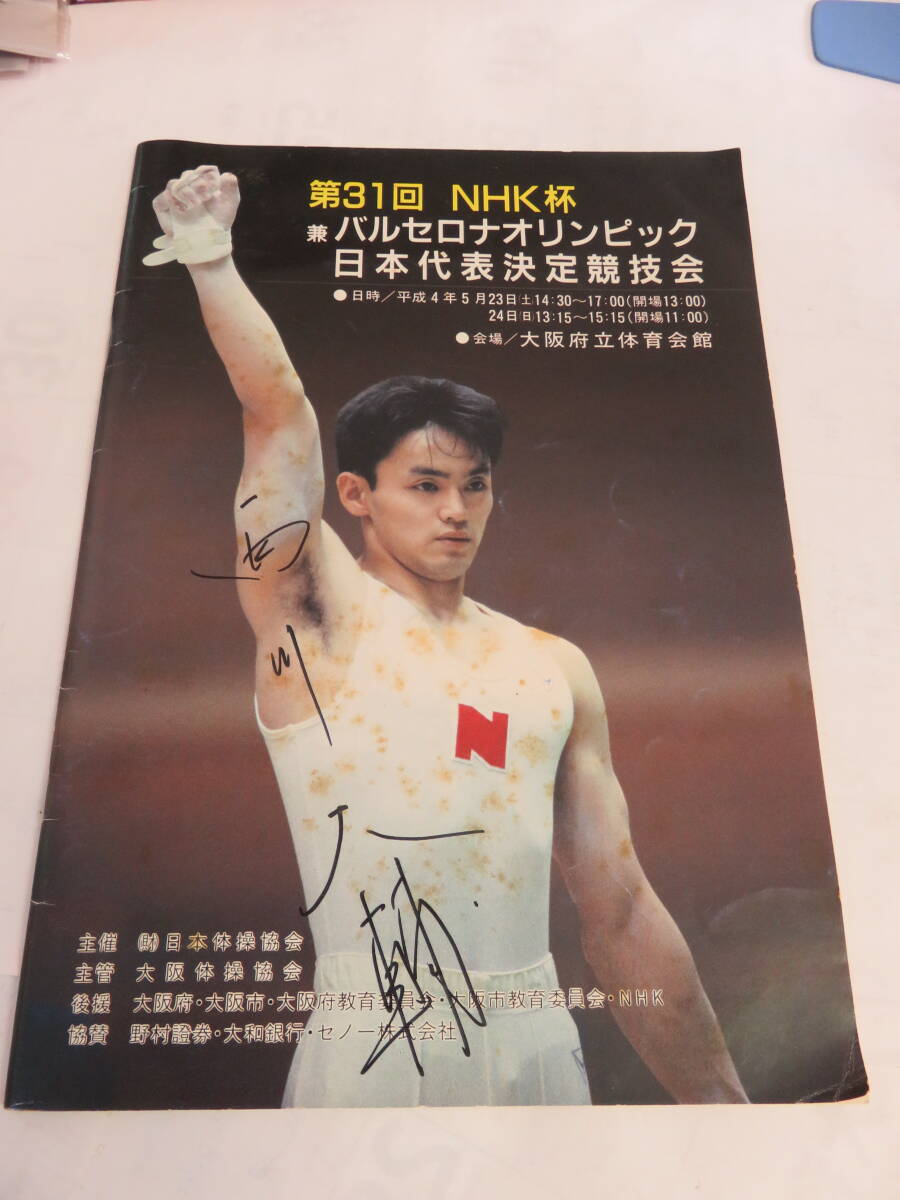 第31回 NHK杯
兼 バルセロナオリンピック
日本代表決定競技会
●日時／平成4年5月23日(土)14:30〜17:00(開場13:00)
24日(日)13:15〜15:15(開場11:00)
●会場／大阪府立体育会館
N
主催 (財)日本体操協会
主管 大阪体操協会
後援 大阪府・大阪市・大阪府教育委員会・大阪市教育委員会・NHK
協賛 野村證券・大和銀行・セノー株式会社